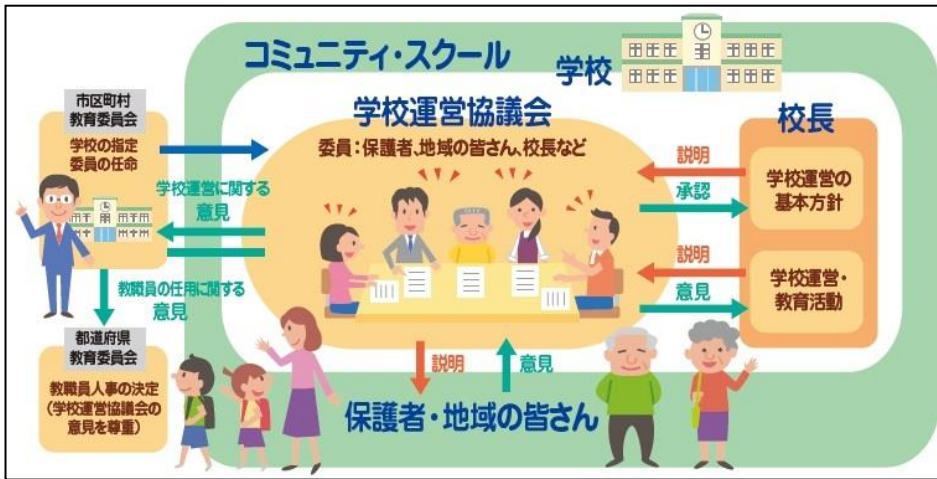 コミュニティ・スクール
学校
市区町村
教育委員会
学校の指定
委員の任命
学校運営に関する
意見
教職員の任用に関する
意見
都道府県
教育委員会
教職員人事の決定
(学校運営協議会の
意見を尊重)
学校運営協議会
委員:保護者、地域の皆さん、校長など
説明
承認
説明
意見
校長
学校運営の
基本方針
学校運営・
教育活動
説明
意見
保護者・地域の皆さん